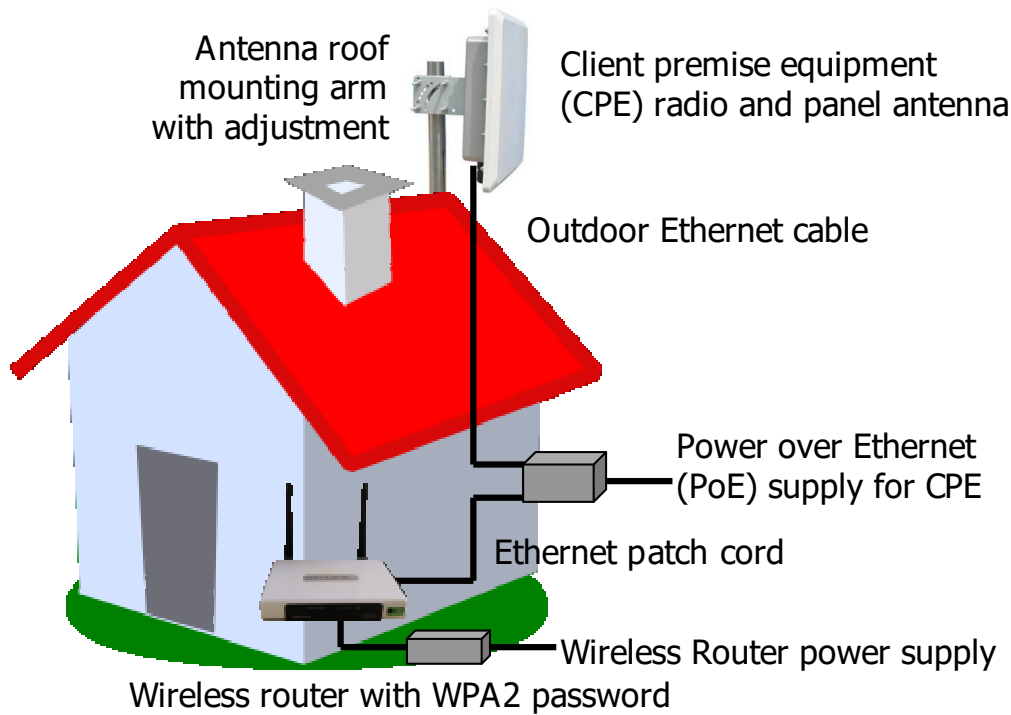 Antenna roof
mounting arm
with adjustment
Client premise equipment
(CPE) radio and panel antenna
Outdoor Ethernet cable
Power over Ethernet
(PoE) supply for CPE
Ethernet patch cord
Wireless Router power supply
Wireless router with WPA2 password